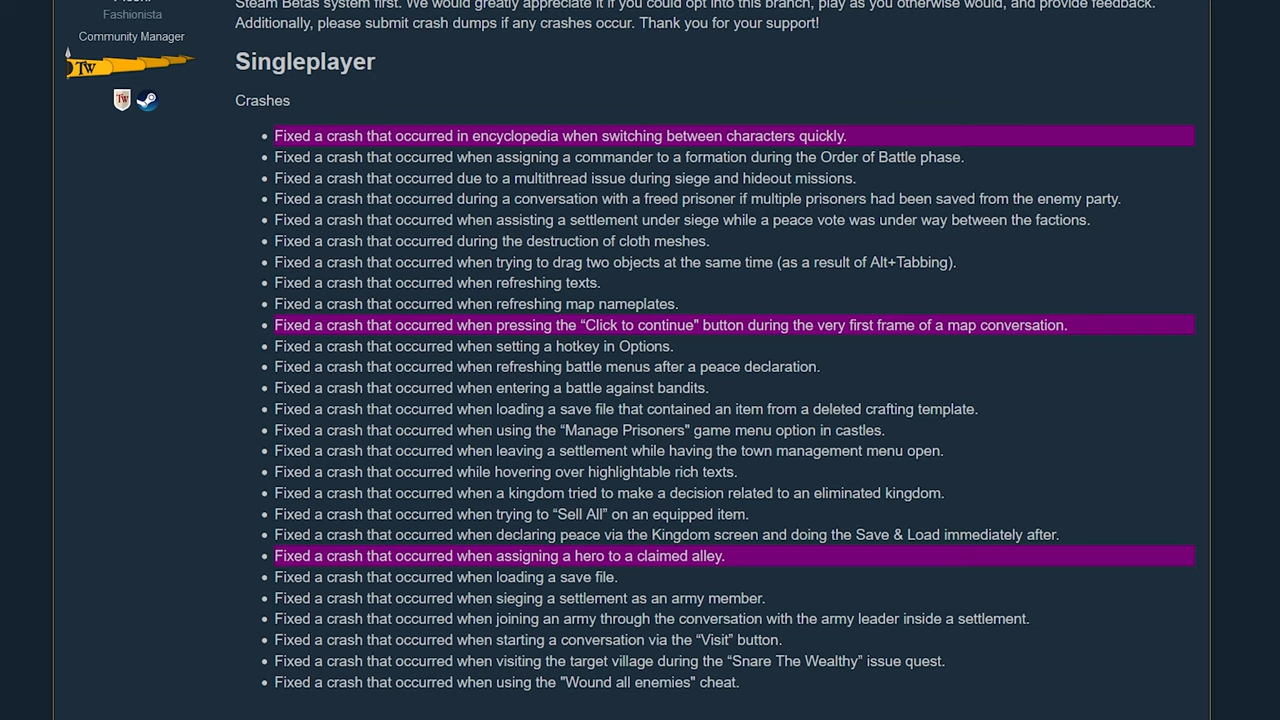 Steam Betas system first. We would greatly appreciate it if you could opt into this branch, play as you otherwise would, and provide feedback.
Fashionista
Additionally, please submit crash dumps if any crashes occur. Thank you for your support!
Community Manager
TW
TW
Singleplayer
Crashes
• Fixed a crash that occurred in encyclopedia when switching between characters quickly.
• Fixed a crash that occurred when assigning a commander to a formation during the Order of Battle phase.
• Fixed a crash that occurred due to a multithread issue during siege and hideout missions.
• Fixed a crash that occurred during a conversation with a freed prisoner if multiple prisoners had been saved from the enemy party.
• Fixed a crash that occurred when assisting a settlement under siege while a peace vote was under way between the factions.
• Fixed a crash that occurred during the destruction of cloth meshes.
• Fixed a crash that occurred when trying to drag two objects at the same time (as a result of Alt+Tabbing).
• Fixed a crash that occurred when refreshing texts.
• Fixed a crash that occurred when refreshing map nameplates.
• Fixed a crash that occurred when pressing the “Click to continue” button during the very first frame of a map conversation.
• Fixed a crash that occurred when setting a hotkey in Options.
• Fixed a crash that occurred when refreshing battle menus after a peace declaration.
• Fixed a crash that occurred when entering a battle against bandits.
• Fixed a crash that occurred when loading a save file that contained an item from a deleted crafting template.
• Fixed a crash that occurred when using the “Manage Prisoners” game menu option in castles.
• Fixed a crash that occurred when leaving a settlement while having the town management menu open.
• Fixed a crash that occurred while hovering over highlightable rich texts.
• Fixed a crash that occurred when a kingdom tried to make a decision related to an eliminated kingdom.
• Fixed a crash that occurred when trying to “Sell All” on an equipped item.
• Fixed a crash that occurred when declaring peace via the Kingdom screen and doing the Save & Load immediately after.
• Fixed a crash that occurred when assigning a hero to a claimed alley.
• Fixed a crash that occurred when loading a save file.
• Fixed a crash that occurred when sieging a settlement as an army member.
• Fixed a crash that occurred when joining an army through the conversation with the army leader inside a settlement.
• Fixed a crash that occurred when starting a conversation via the “Visit” button.
• Fixed a crash that occurred when visiting the target village during the “Snare The Wealthy” issue quest.
• Fixed a crash that occurred when using the "Wound all enemies" cheat.